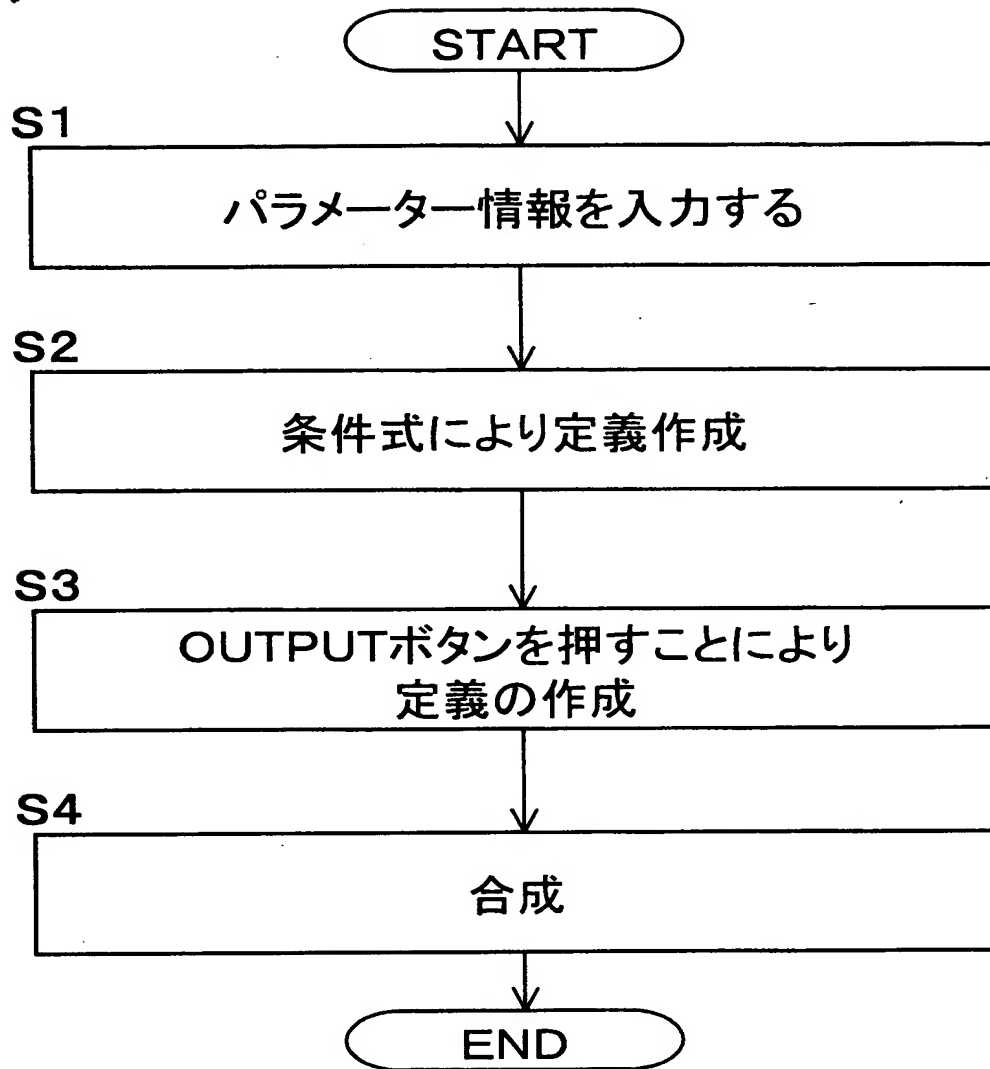 START
S1
パラメーター情報を入力する
S2
条件式により定義作成
S3
OUTPUTボタンを押すことにより
定義の作成
S4
合成
END